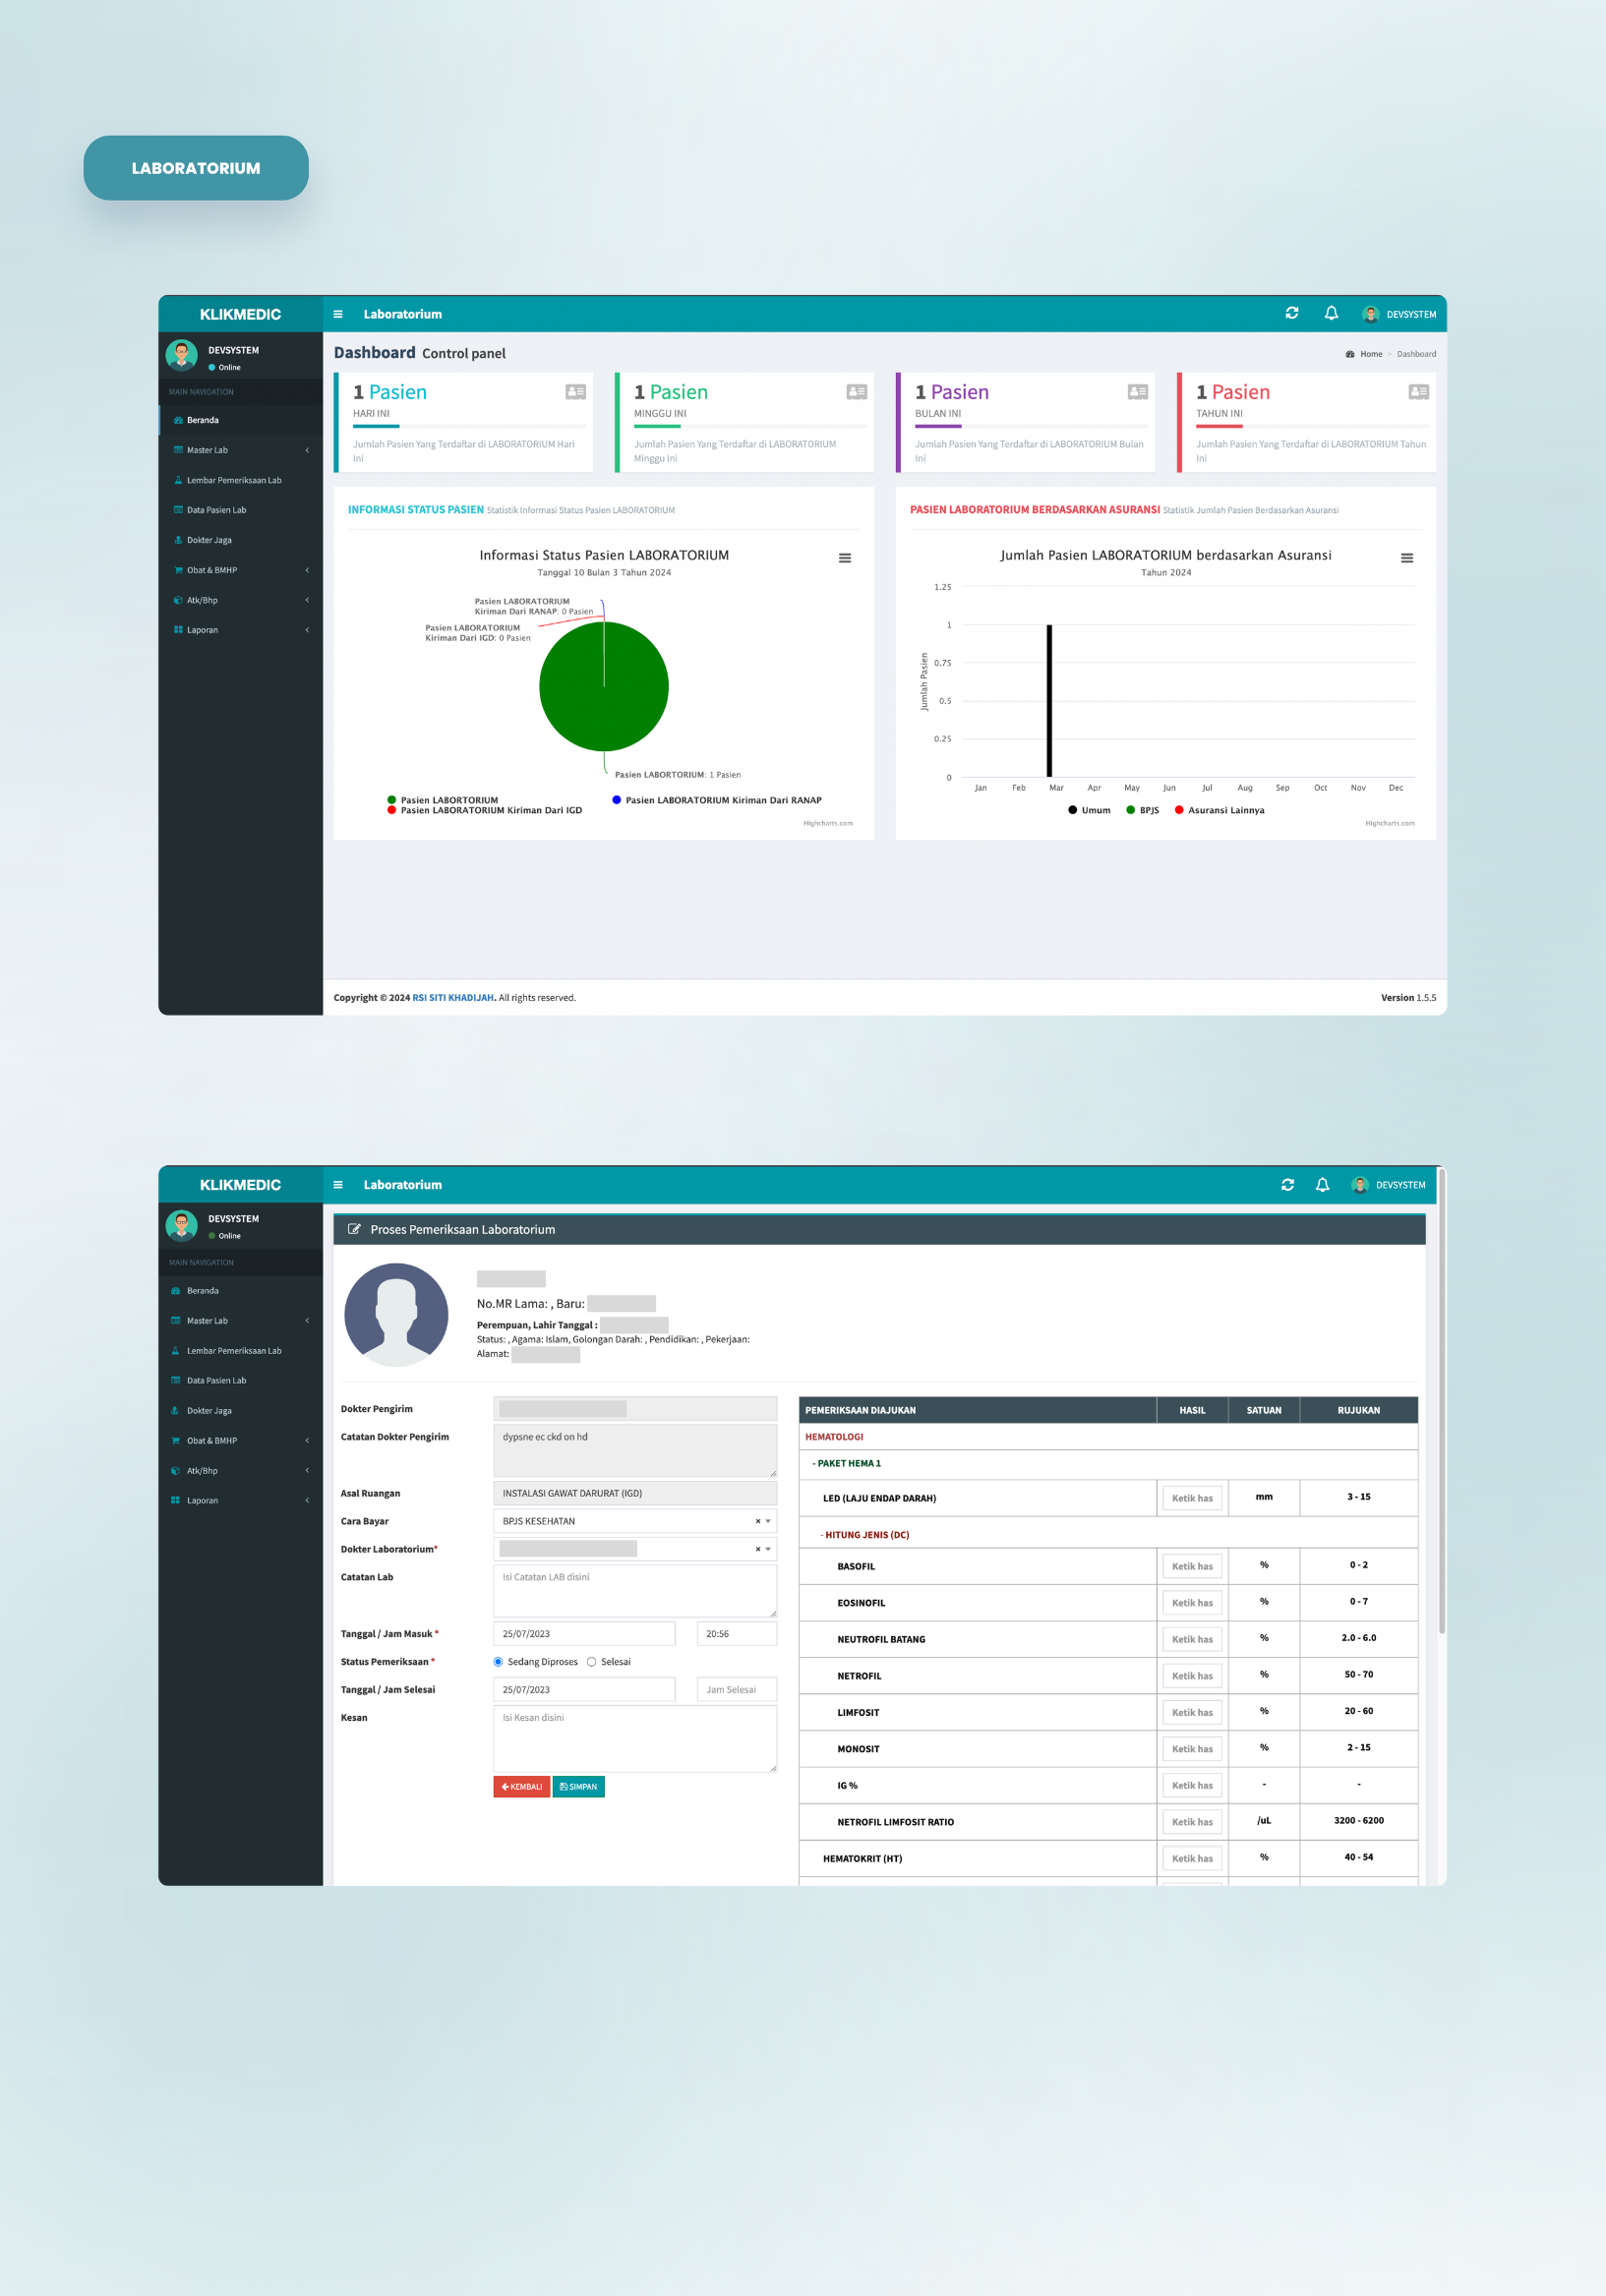 LABORATORIUM
KLIKMEDIC
Laboratorium
DEVSYSTEM
DEVSYSTEM
Online
MAIN NAVIGATION
Beranda
Master Lab
Lembar Pemeriksaan Lab
Data Pasien Lab
Dokter Jaga
Obat & BMHP
Atk/Bhp
Laporan
Dashboard Control panel
Home > Dashboard
1 Pasien
HARI INI
Jumlah Pasien Yang Terdaftar di LABORATORIUM Hari
Ini
1 Pasien
MINGGU INI
Jumlah Pasien Yang Terdaftar di LABORATORIUM
Minggu Ini
1 Pasien
BULAN INI
Jumlah Pasien Yang Terdaftar di LABORATORIUM Bulan
Ini
1 Pasien
TAHUN INI
Jumlah Pasien Yang Terdaftar di LABORATORIUM Tahun
Ini
INFORMASI STATUS PASIEN Statistik Informasi Status Pasien LABORATORIUM
Informasi Status Pasien LABORATORIUM
Tanggal 10 Bulan 3 Tahun 2024
Pasien LABORATORIUM
Kiriman Dari RANAP: 0 Pasien
Pasien LABORATORIUM
Kiriman Dari IGD: 0 Pasien
Pasien LABORTORIUM: 1 Pasien
Pasien LABORTORIUM
Pasien LABORATORIUM Kiriman Dari RANAP
Pasien LABORATORIUM Kiriman Dari IGD
Highcharts.com
PASIEN LABORATORIUM BERDASARKAN ASURANSI Statistik Jumlah Pasien Berdasarkan Asuransi
Jumlah Pasien LABORATORIUM berdasarkan Asuransi
Tahun 2024
Jumlah Pasien
1.25
1
0.75
0.5
0.25
0
Jan Feb Mar Apr May Jun Jul Aug Sep Oct Nov Dec
Umum BPJS Asuransi Lainnya
Highcharts.com
Copyright © 2024 RSI SITI KHADIJAH. All rights reserved.
Version 1.5.5
KLIKMEDIC
Laboratorium
DEVSYSTEM
DEVSYSTEM
Online
MAIN NAVIGATION
Beranda
Master Lab
Lembar Pemeriksaan Lab
Data Pasien Lab
Dokter Jaga
Obat & BMHP
Atk/Bhp
Laporan
Proses Pemeriksaan Laboratorium
No.MR Lama: , Baru:
Perempuan, Lahir Tanggal :
Status: , Agama: Islam, Golongan Darah: , Pendidikan: , Pekerjaan:
Alamat:
Dokter Pengirim
Catatan Dokter Pengirim dypsne ec ckd on hd
Asal Ruangan INSTALASI GAWAT DARURAT (IGD)
Cara Bayar BPJS KESEHATAN ×
Dokter Laboratorium* ×
Catatan Lab Isi Catatan LAB disini
Tanggal / Jam Masuk * 25/07/2023 20:56
Status Pemeriksaan * Sedang Diproses Selesai
Tanggal / Jam Selesai 25/07/2023 Jam Selesai
Kesan Isi Kesan disini
KEMBALI SIMPAN
PEMERIKSAAN DIAJUKAN HASIL SATUAN RUJUKAN
HEMATOLOGI
- PAKET HEMA 1
LED (LAJU ENDAP DARAH) Ketik has mm 3 - 15
- HITUNG JENIS (DC)
BASOFIL Ketik has % 0 - 2
EOSINOFIL Ketik has % 0 - 7
NEUTROFIL BATANG Ketik has % 2.0 - 6.0
NETROFIL Ketik has % 50 - 70
LIMFOSIT Ketik has % 20 - 60
MONOSIT Ketik has % 2 - 15
IG % Ketik has - -
NETROFIL LIMFOSIT RATIO Ketik has /uL 3200 - 6200
HEMATOKRIT (HT) Ketik has % 40 - 54